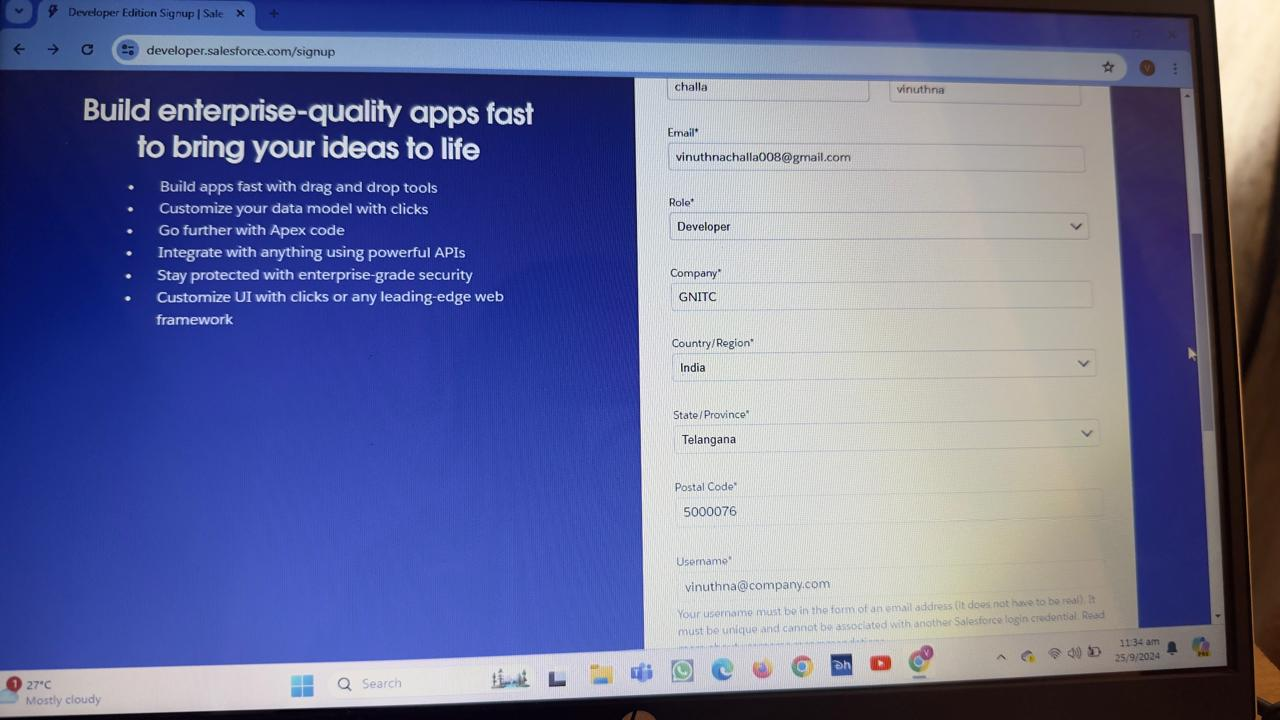 Developer Edition Signup | Sale
developer.salesforce.com/signup
Build enterprise-quality apps fast
to bring your ideas to life
• Build apps fast with drag and drop tools
• Customize your data model with clicks
• Go further with Apex code
• Integrate with anything using powerful APIs
• Stay protected with enterprise-grade security
• Customize UI with clicks or any leading-edge web
framework
challa
vinuthna
Email*
vinuthnachalla008@gmail.com
Role*
Developer
Company*
GNITC
Country/Region*
India
State/Province*
Telangana
Postal Code*
5000076
Username*
vinuthna@company.com
Your username must be in the form of an email address (it does not have to be real). It
must be unique and cannot be associated with another Salesforce login credential. Read
1
27°C
Mostly cloudy
Search
11:34 am
25/9/2024